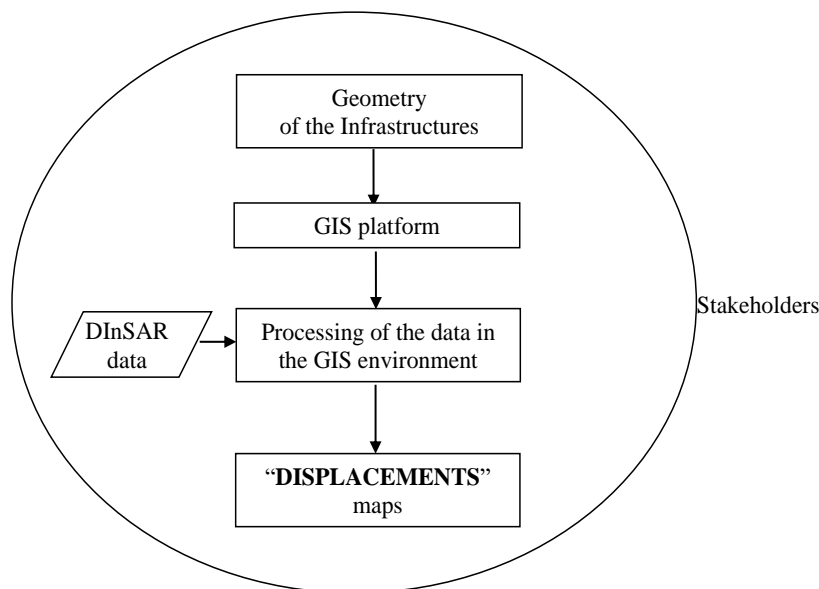 Geometry
of the Infrastructures
GIS platform
DInSAR
data
Processing of the data in
the GIS environment
Stakeholders
“DISPLACEMENTS”
maps